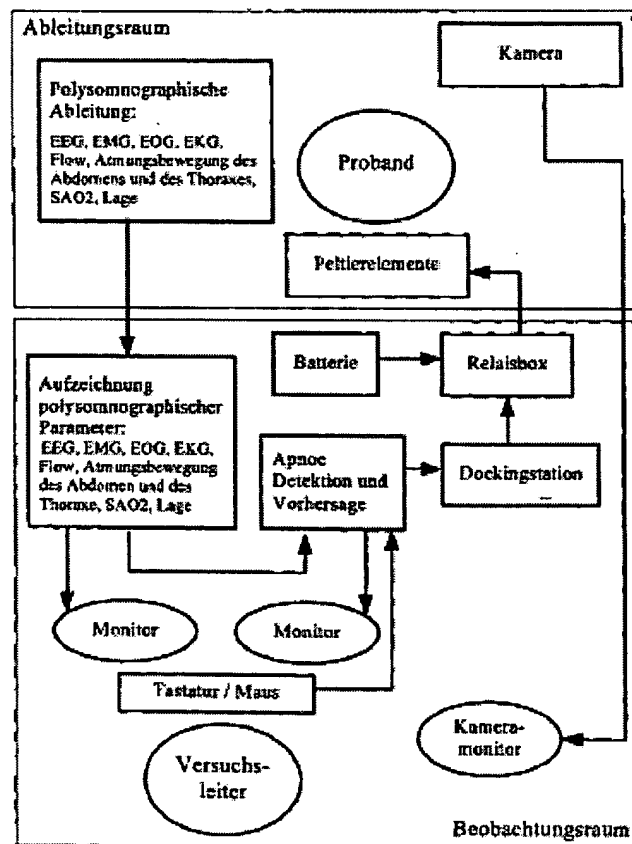 Ableitungsraum
Kamera
Polysomnographische
Ableitung:
EEG, EMG, EOG, EKG,
Flow, Atmungsbewegung des
Abdomens und des Thoraxes,
SAO2, Lage
Proband
Peltierelemente
Batterie
Relaisbox
Aufzeichnung
polysomnographischer
Parameter:
EEG, EMG, EOG, EKG,
Flow, Atmungsbewegung
des Abdomen und des
Thoraxe, SAO2, Lage
Apnoe
Detektion und
Vorhersage
Dockingstation
Monitor
Monitor
Tastatur / Maus
Kamera-
monitor
Versuchs-
leiter
Beobachtungsraum